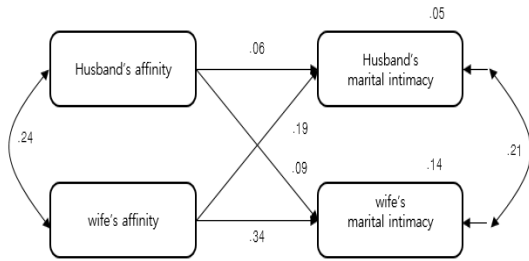 .05
.06
Husband's affinity
Husband's
marital intimacy
.19
.24
.21
.09
.14
wife's affinity
wife's
marital intimacy
.34